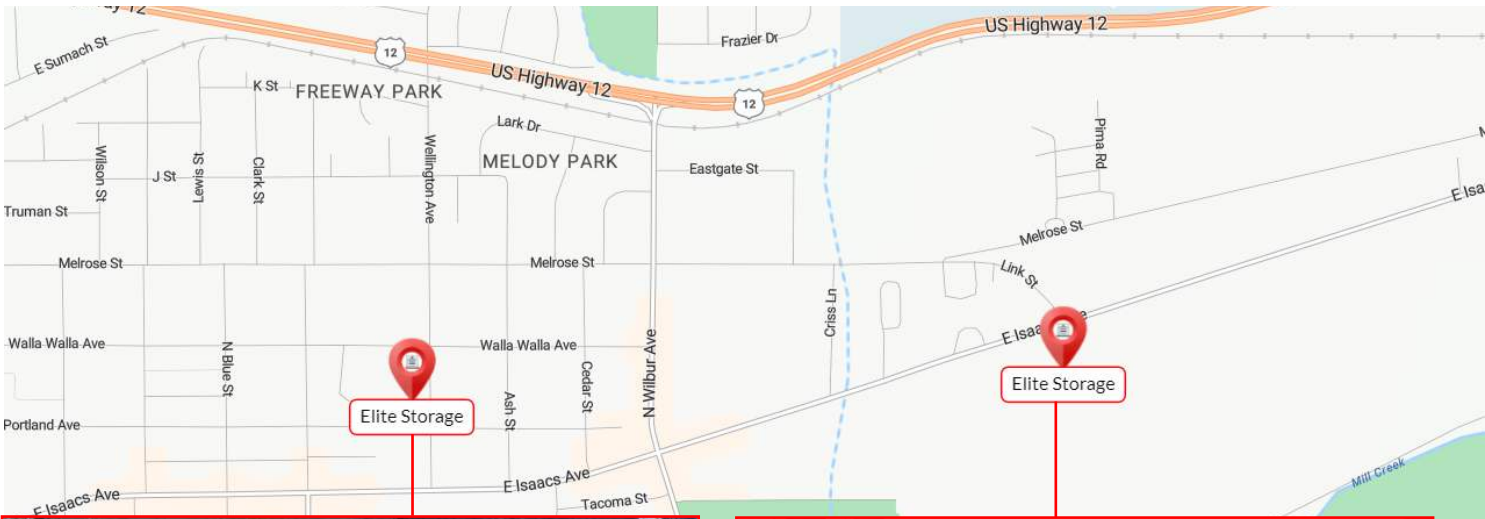 US Highway 12
Frazier Dr
E Sumach St
12
US Highway 12
12
K St
FREEWAY PARK
Lark Dr
MELODY PARK
Eastgate St
Pima Rd
Wilson St
J St
Lewis St
Clark St
Wellington Ave
Truman St
Melrose St
Melrose St
Melrose St
Link St
Criss Ln
E Isaacs Ave
Walla Walla Ave
N Blue St
Walla Walla Ave
Cedar St
N Wilbur Ave
Elite Storage
Elite Storage
Ash St
Portland Ave
E Isaacs Ave
E Isaacs Ave
Tacoma St
Mill Creek